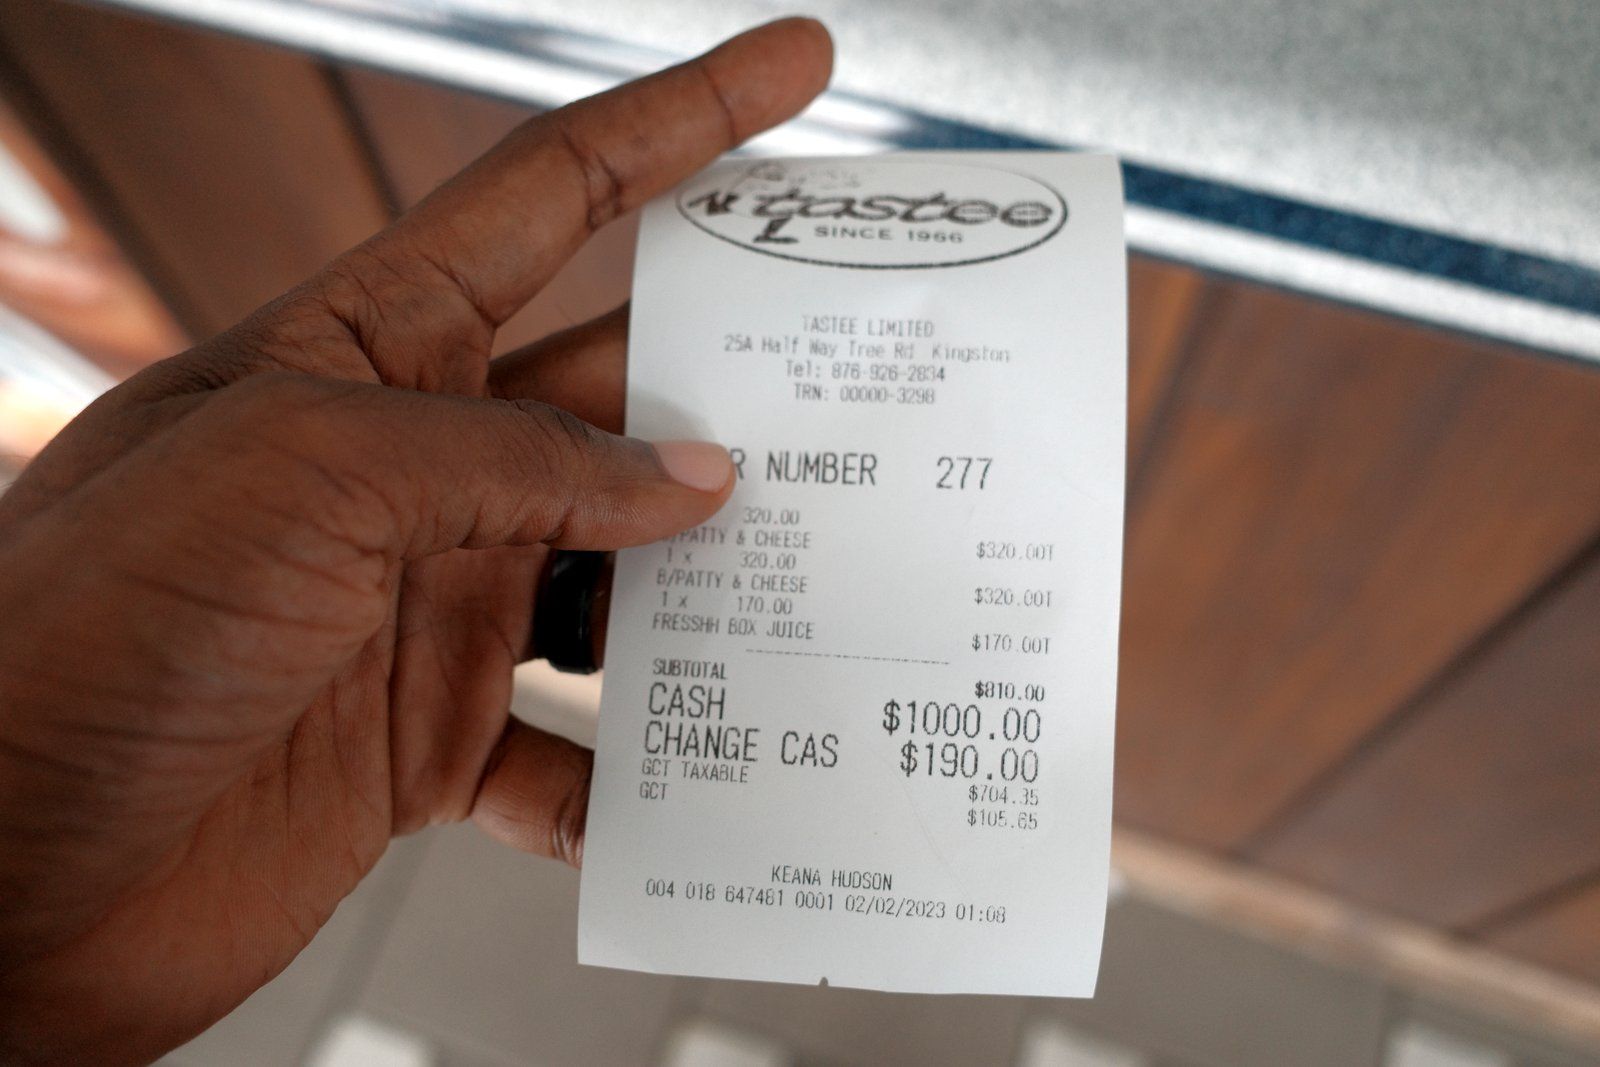 tastee
SINCE 1966
TASTEE LIMITED
25A Half Way Tree Rd Kingston
Tel: 876-926-2834
TRN: 00000-3298
R NUMBER 277
320.00
/PATTY & CHEESE $320.00T
1 x 320.00
B/PATTY & CHEESE $320.00T
1 x 170.00
FRESSHH BOX JUICE $170.00T
SUBTOTAL $810.00
CASH $1000.00
CHANGE CAS $190.00
GCT TAXABLE $704.35
GCT $105.65
KEANA HUDSON
004 018 647481 0001 02/02/2023 01:08